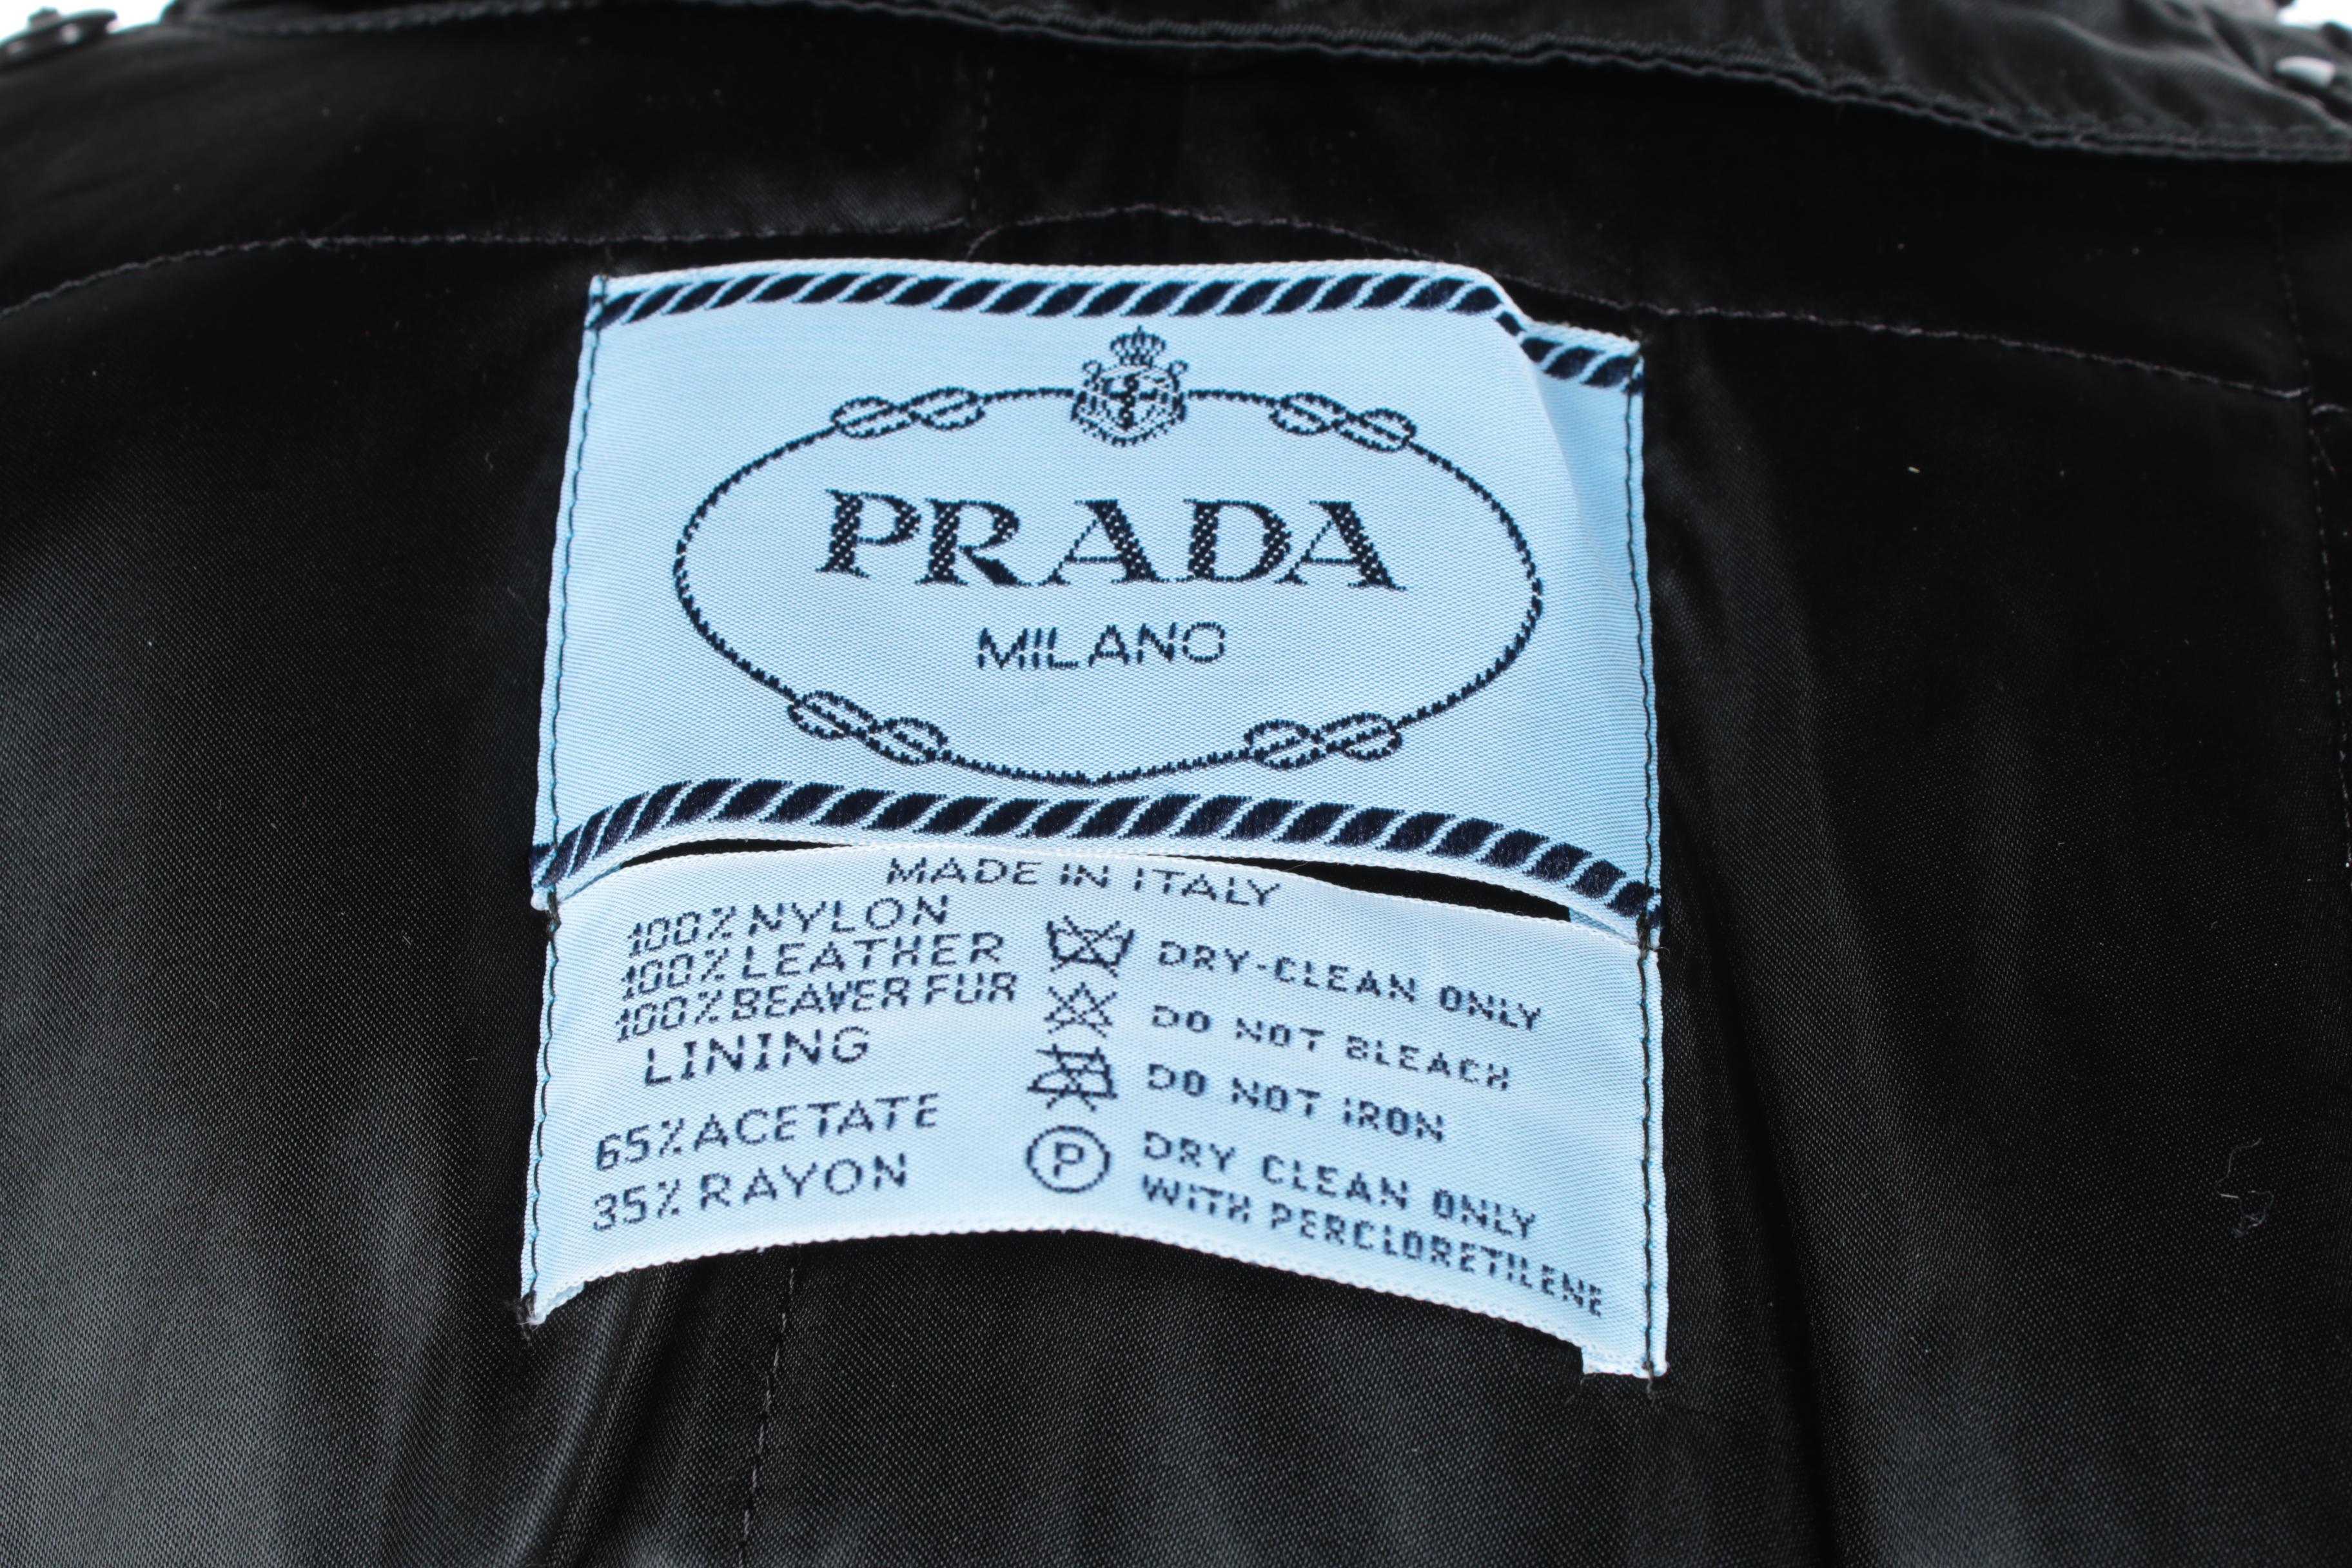 PRADA
MILANO
MADE IN ITALY
100% NYLON
100% LEATHER
100% BEAVER FUR
LINING
65% ACETATE
35% RAYON
DRY-CLEAN ONLY
DO NOT BLEACH
DO NOT IRON
P
DRY CLEAN ONLY
WITH PERCLORETILENE